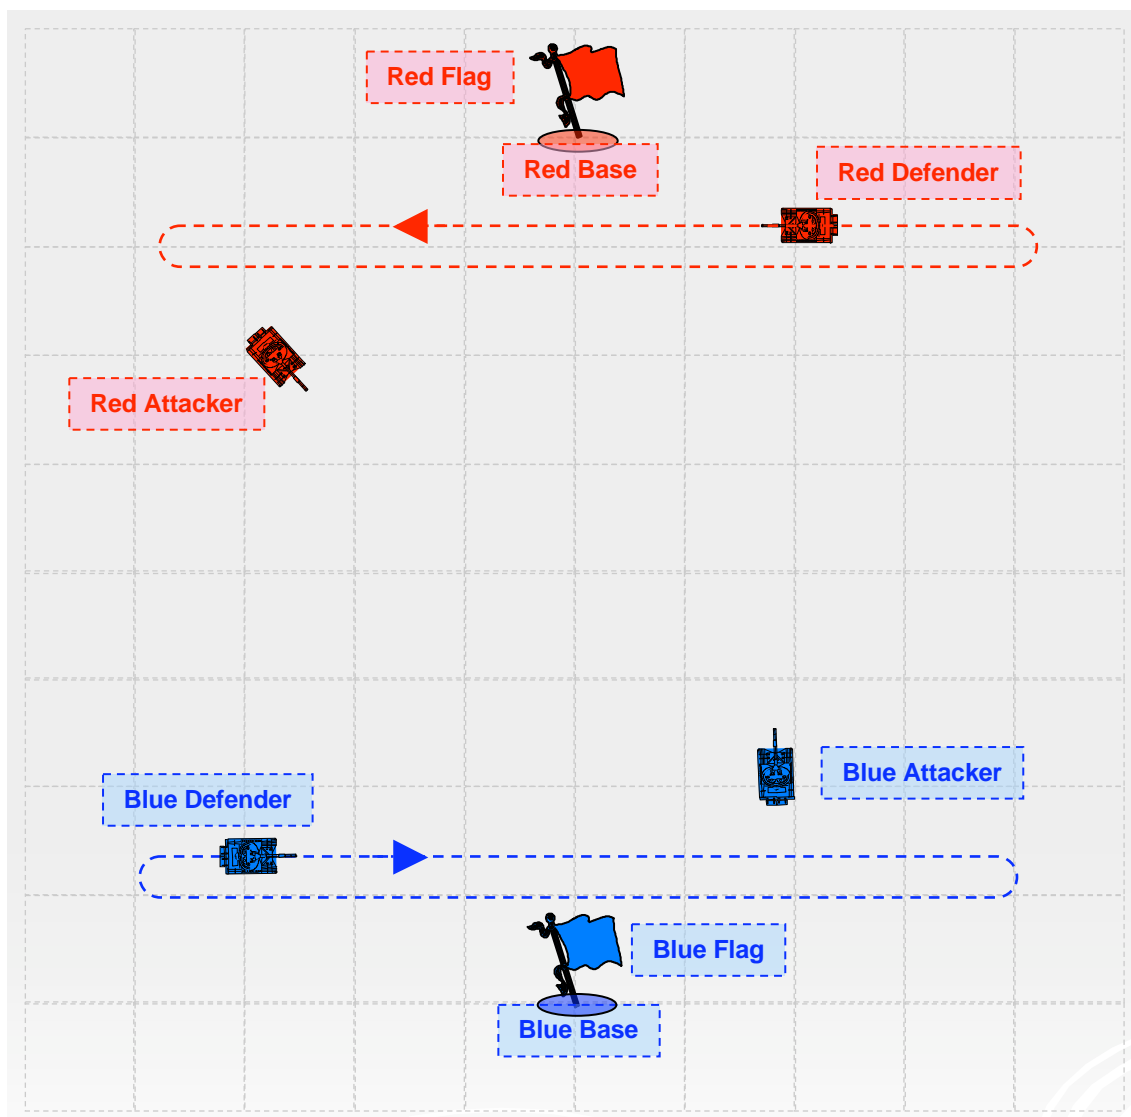 Red Flag
Red Base
Red Defender
Red Attacker
Blue Attacker
Blue Defender
Blue Flag
Blue Base